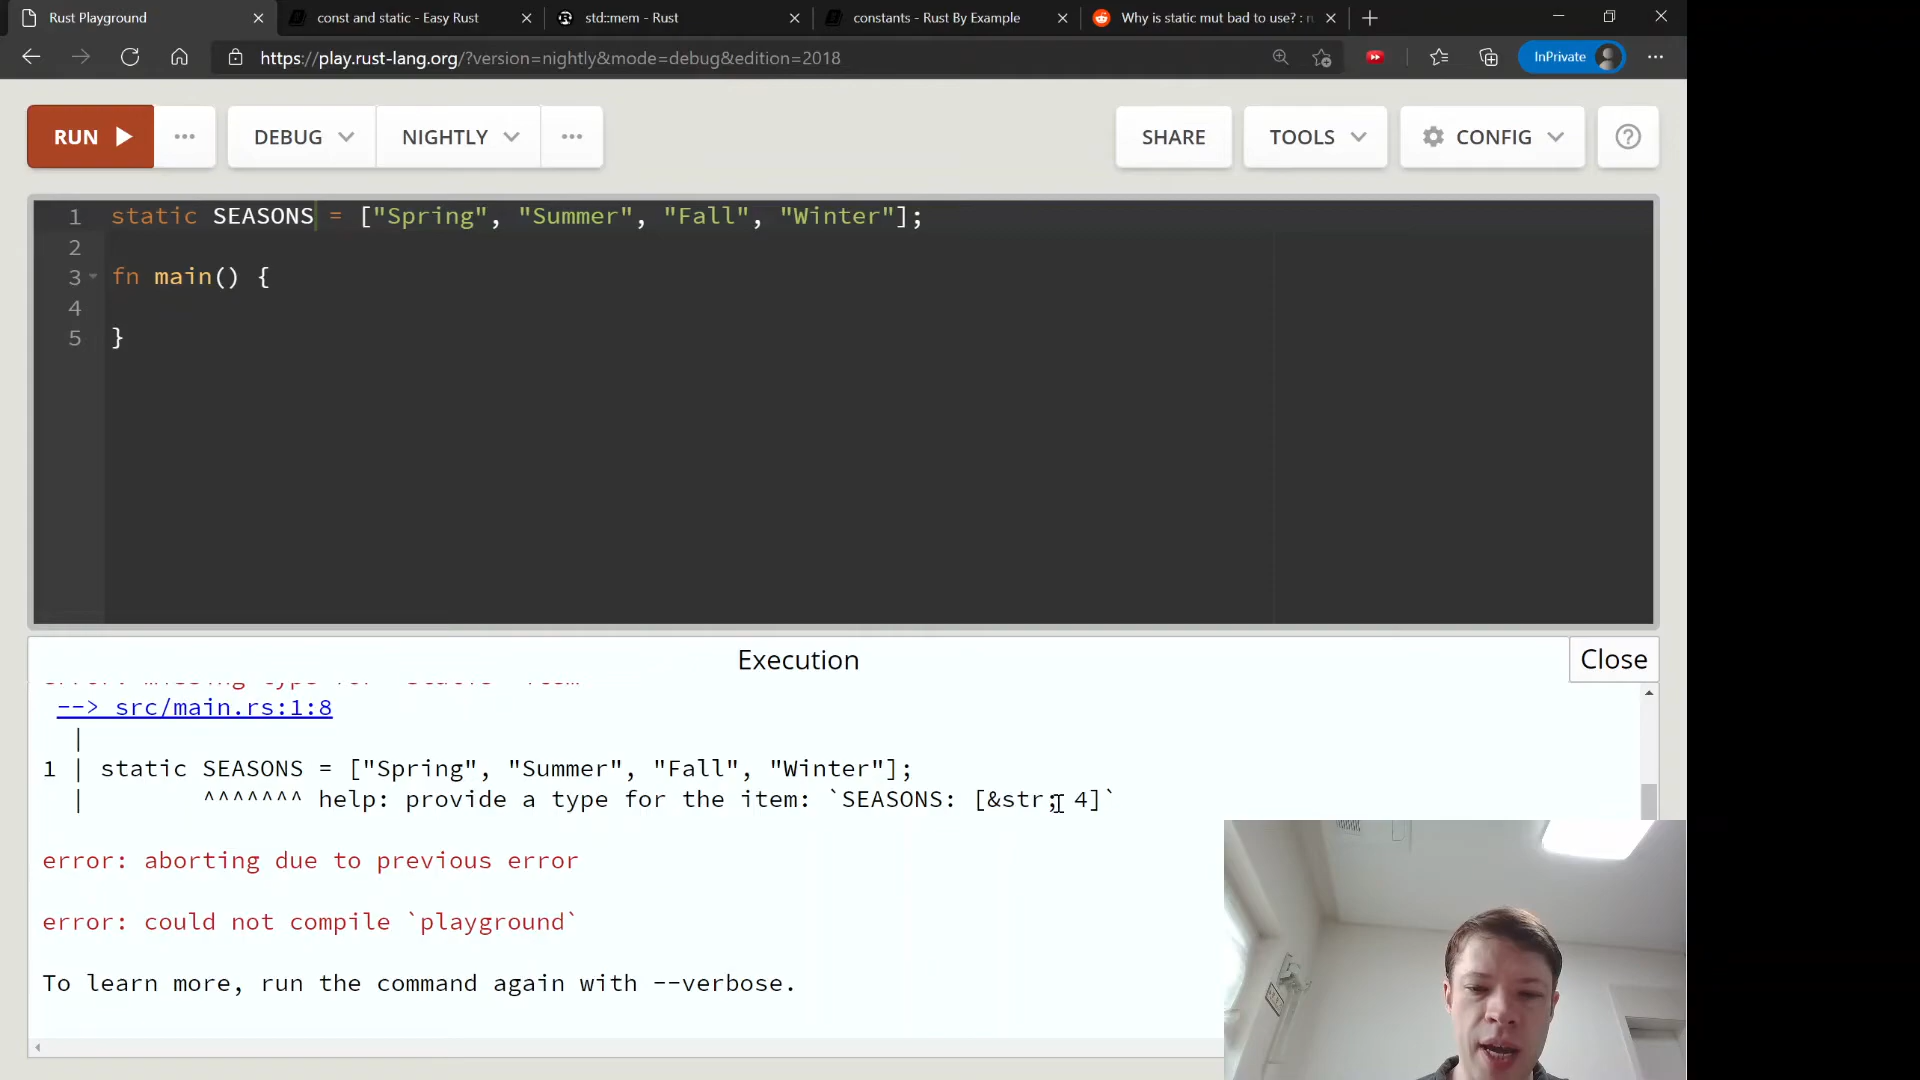 Rust Playground
const and static - Easy Rust
std::mem - Rust
constants - Rust By Example
Why is static mut bad to use? : r
https://play.rust-lang.org/?version=nightly&mode=debug&edition=2018
InPrivate
RUN
DEBUG
NIGHTLY
SHARE
TOOLS
CONFIG
1 static SEASONS = ["Spring", "Summer", "Fall", "Winter"];
2
3 fn main() {
4
5 }
Execution
Close
--> src/main.rs:1:8
|
1 | static SEASONS = ["Spring", "Summer", "Fall", "Winter"];
| ^^^^^^^ help: provide a type for the item: `SEASONS: [&str; 4]`
error: aborting due to previous error
error: could not compile `playground`
To learn more, run the command again with --verbose.